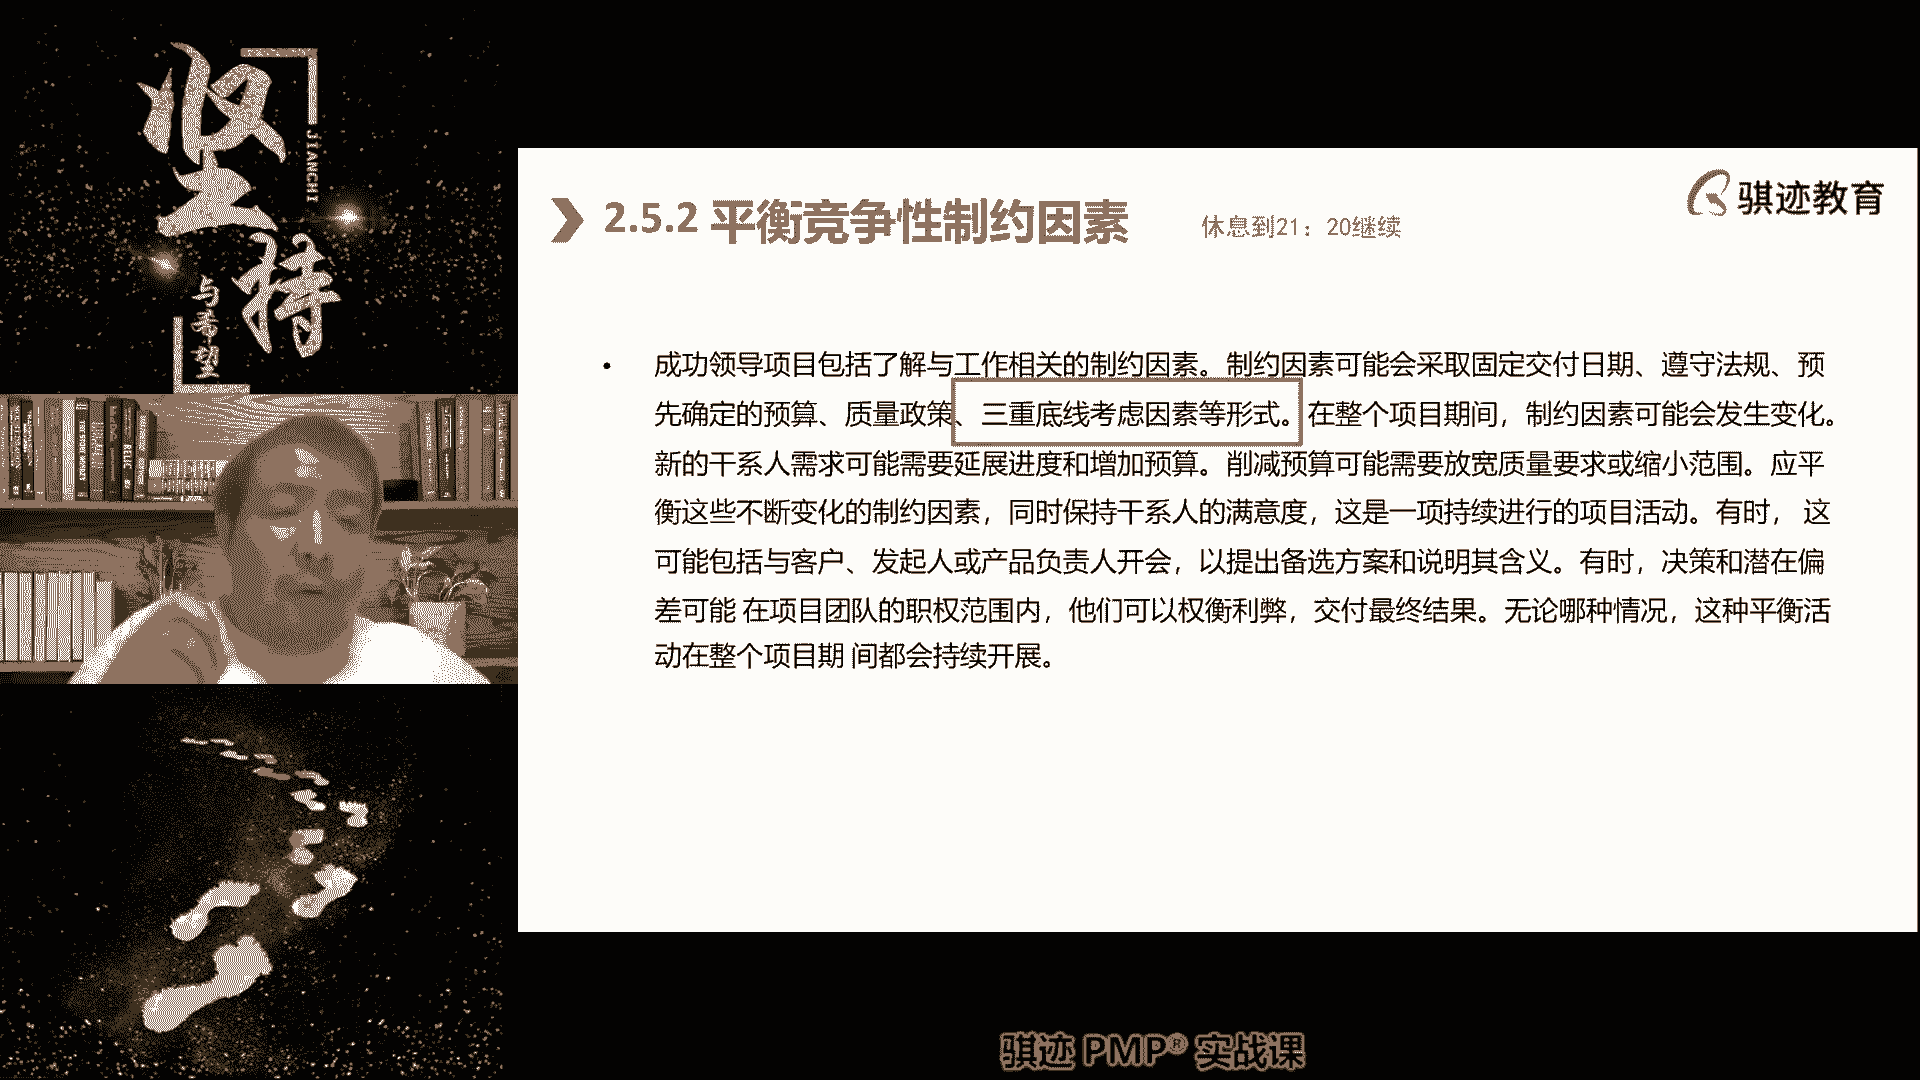 坚持
JIANCHI
与希望
RELIC
2.5.2 平衡竞争性制约因素
休息到21：20继续
骐迹教育
• 成功领导项目包括了解与工作相关的制约因素。制约因素可能会采取固定交付日期、遵守法规、预
先确定的预算、质量政策、三重底线考虑因素等形式。在整个项目期间，制约因素可能会发生变化。
新的干系人需求可能需要延展进度和增加预算。削减预算可能需要放宽质量要求或缩小范围。应平
衡这些不断变化的制约因素，同时保持干系人的满意度，这是一项持续进行的项目活动。有时， 这
可能包括与客户、发起人或产品负责人开会，以提出备选方案和说明其含义。有时，决策和潜在偏
差可能 在项目团队的职权范围内，他们可以权衡利弊，交付最终结果。无论哪种情况，这种平衡活
动在整个项目期 间都会持续开展。
骐迹 PMP® 实战课